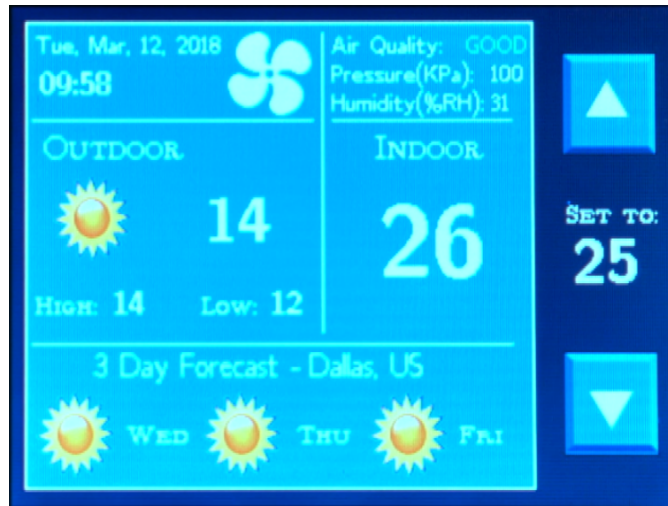 Tue, Mar, 12, 2018
09:58
Air Quality: GOOD
Pressure(KPa): 100
Humidity(%RH): 31
OUTDOOR
14
HIGH: 14 LOW: 12
INDOOR
26
SET TO:
25
3 Day Forecast - Dallas, US
WED THU FRI